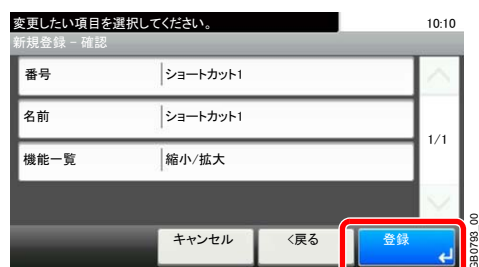 変更したい項目を選択してください。 10:10
新規登録 - 確認
番号 ショートカット1
名前 ショートカット1
1/1
機能一覧 縮小/拡大
キャンセル <戻る 登録
GB0793_00